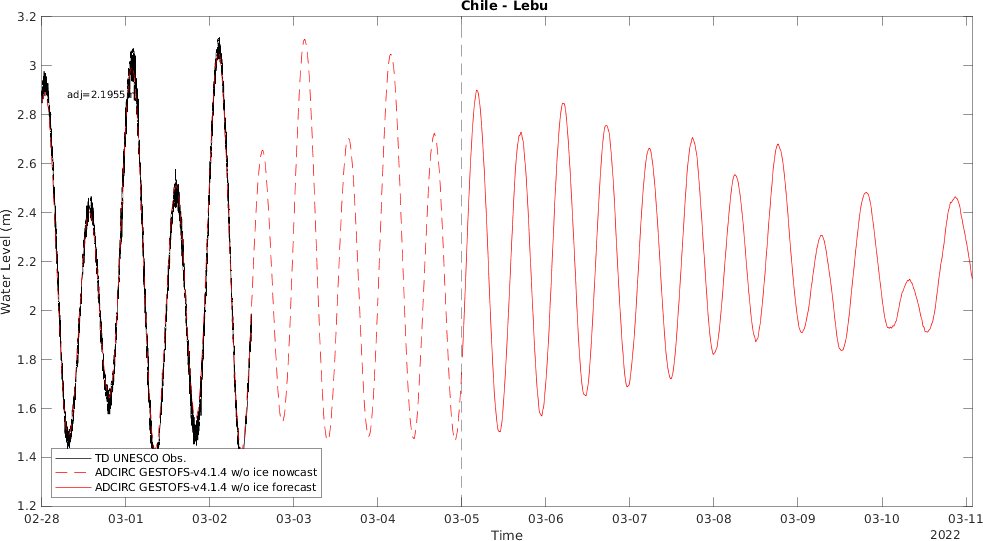 Chile - Lebu
3.2
3
2.8
2.6
2.4
2.2
2
1.8
1.6
1.4
1.2
Water Level (m)
adj=2.1955
TD UNESCO Obs.
ADCIRC GESTOFS-v4.1.4 w/o ice nowcast
ADCIRC GESTOFS-v4.1.4 w/o ice forecast
02-28 03-01 03-02 03-03 03-04 03-05 03-06 03-07 03-08 03-09 03-10 03-11
Time
2022